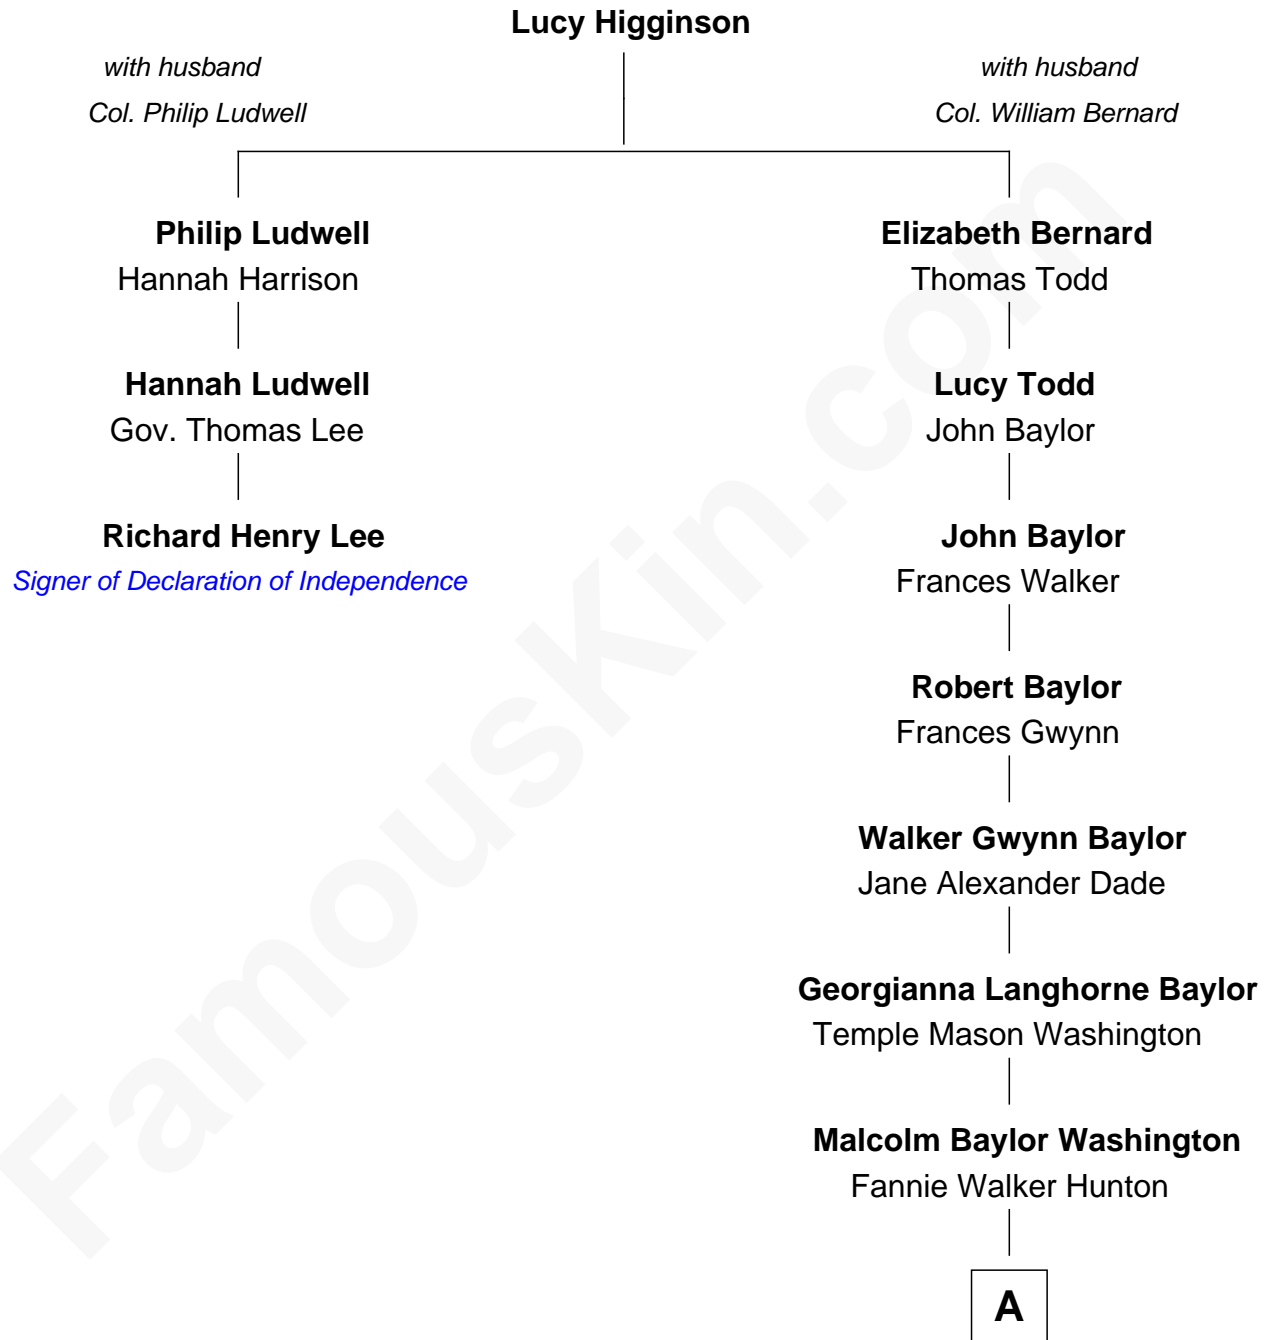 Lucy Higginson
with husband
Col. Philip Ludwell
with husband
Col. William Bernard
Philip Ludwell
Hannah Harrison
Hannah Ludwell
Gov. Thomas Lee
Richard Henry Lee
Signer of Declaration of Independence
Elizabeth Bernard
Thomas Todd
Lucy Todd
John Baylor
John Baylor
Frances Walker
Robert Baylor
Frances Gwynn
Walker Gwynn Baylor
Jane Alexander Dade
Georgianna Langhorne Baylor
Temple Mason Washington
Malcolm Baylor Washington
Fannie Walker Hunton
A
FamousKin.com